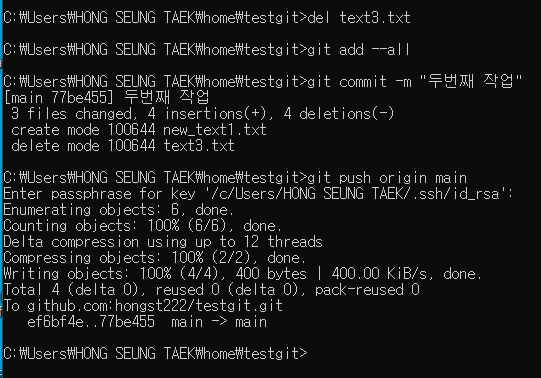 C:₩Users₩HONG SEUNG TAEK₩home₩testgit>del text3.txt
C:₩Users₩HONG SEUNG TAEK₩home₩testgit>git add --all
C:₩Users₩HONG SEUNG TAEK₩home₩testgit>git commit -m "두번째 작업"
[main 77be455] 두번째 작업
 3 files changed, 4 insertions(+), 4 deletions(-)
 create mode 100644 new_text1.txt
 delete mode 100644 text3.txt
C:₩Users₩HONG SEUNG TAEK₩home₩testgit>git push origin main
Enter passphrase for key '/c/Users/HONG SEUNG TAEK/.ssh/id_rsa':
Enumerating objects: 6, done.
Counting objects: 100% (6/6), done.
Delta compression using up to 12 threads
Compressing objects: 100% (2/2), done.
Writing objects: 100% (4/4), 400 bytes | 400.00 KiB/s, done.
Total 4 (delta 0), reused 0 (delta 0), pack-reused 0
To github.com:hongst222/testgit.git
   ef6bf4e..77be455  main -> main
C:₩Users₩HONG SEUNG TAEK₩home₩testgit>